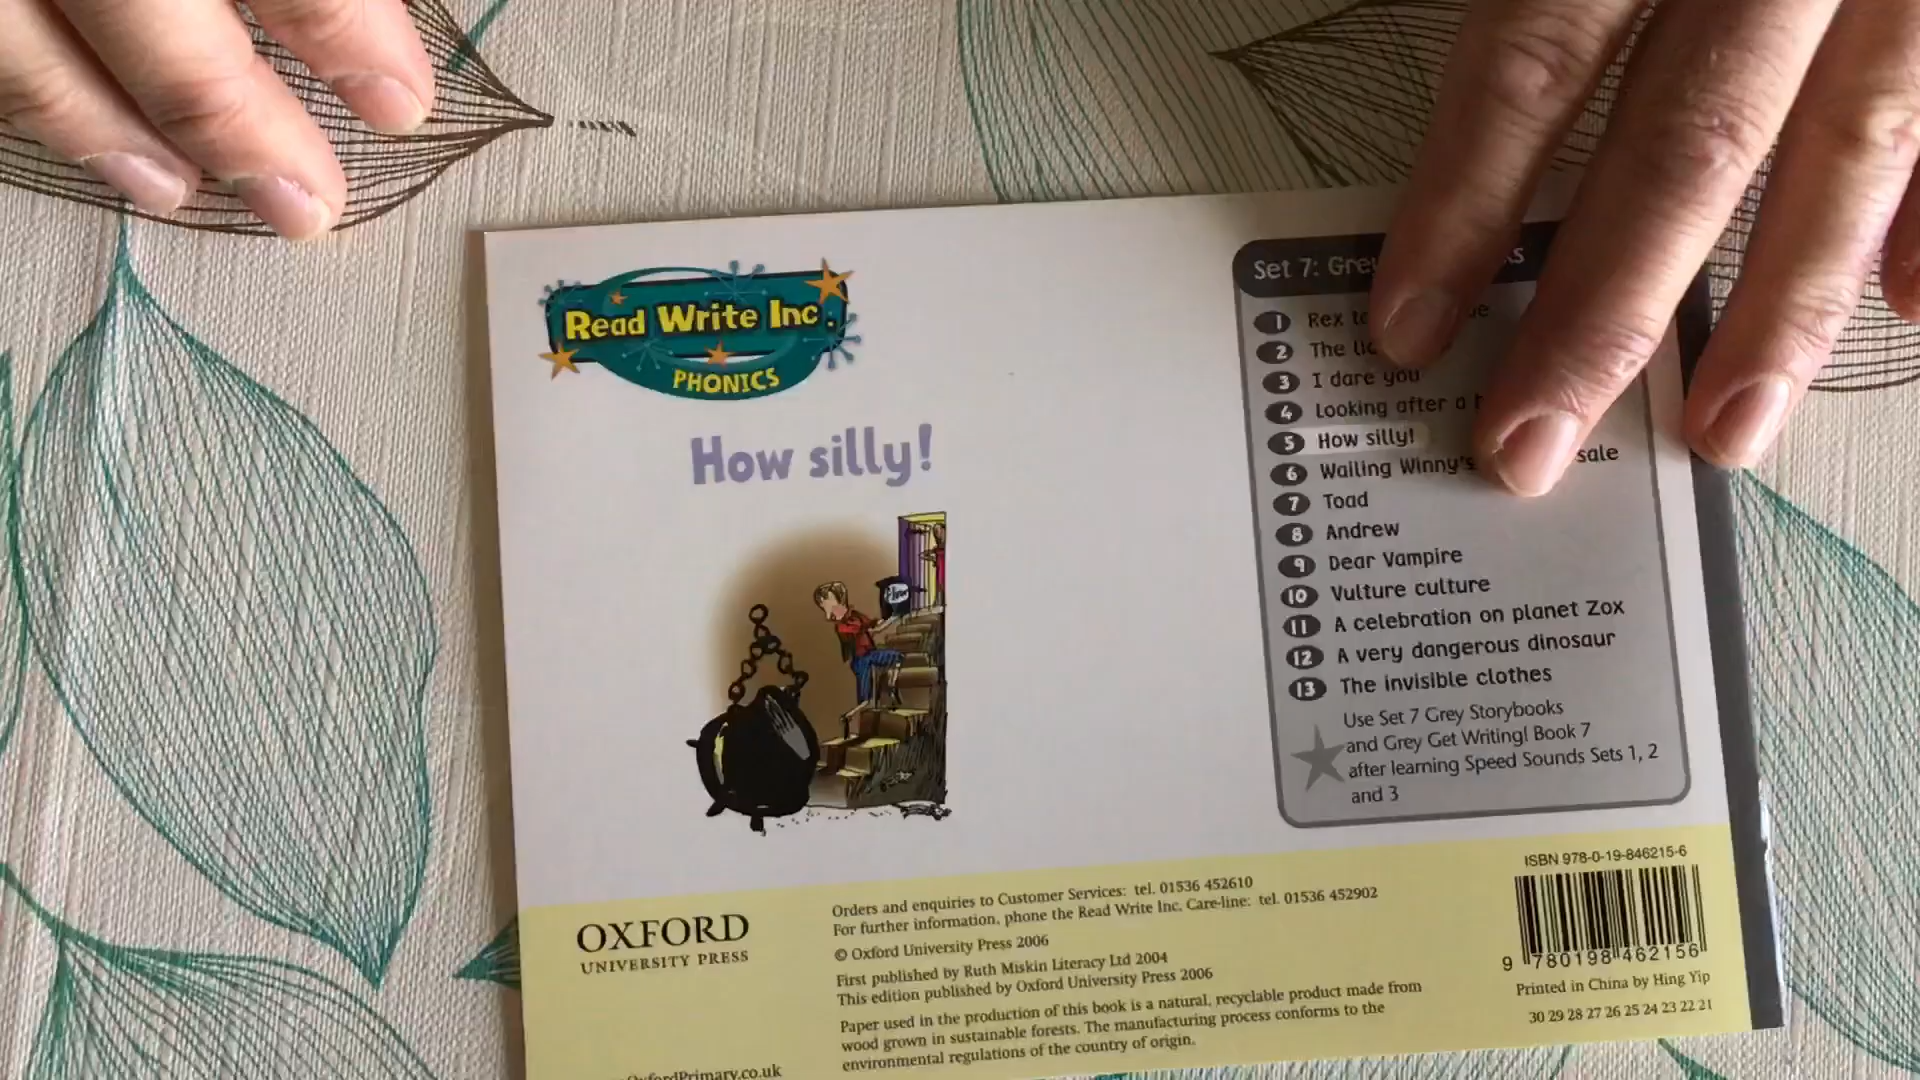 Read Write Inc.
PHONICS
How silly!
Set 7:
1 Rex
2 The
3 I dare you
4 Looking after a
5 How silly!
6 Wailing Winny's sale
7 Toad
8 Andrew
9 Dear Vampire
10 Vulture culture
11 A celebration on planet Zox
12 A very dangerous dinosaur
13 The invisible clothes
Use Set 7 Grey Storybooks
and Grey Get Writing! Book 7
after learning Speed Sounds Sets 1, 2
and 3
OXFORD
UNIVERSITY PRESS
OxfordPrimary.co.uk
Orders and enquiries to Customer Services: tel. 01536 452610
For further information, phone the Read Write Inc. Care-line: tel. 01536 452902
© Oxford University Press 2006
First published by Ruth Miskin Literacy Ltd 2004
This edition published by Oxford University Press 2006
Paper used in the production of this book is a natural, recyclable product made from
wood grown in sustainable forests. The manufacturing process conforms to the
environmental regulations of the country of origin.
ISBN 978-0-19-846215-6
9 780198 462156
Printed in China by Hing Yip
30 29 28 27 26 25 24 23 22 21